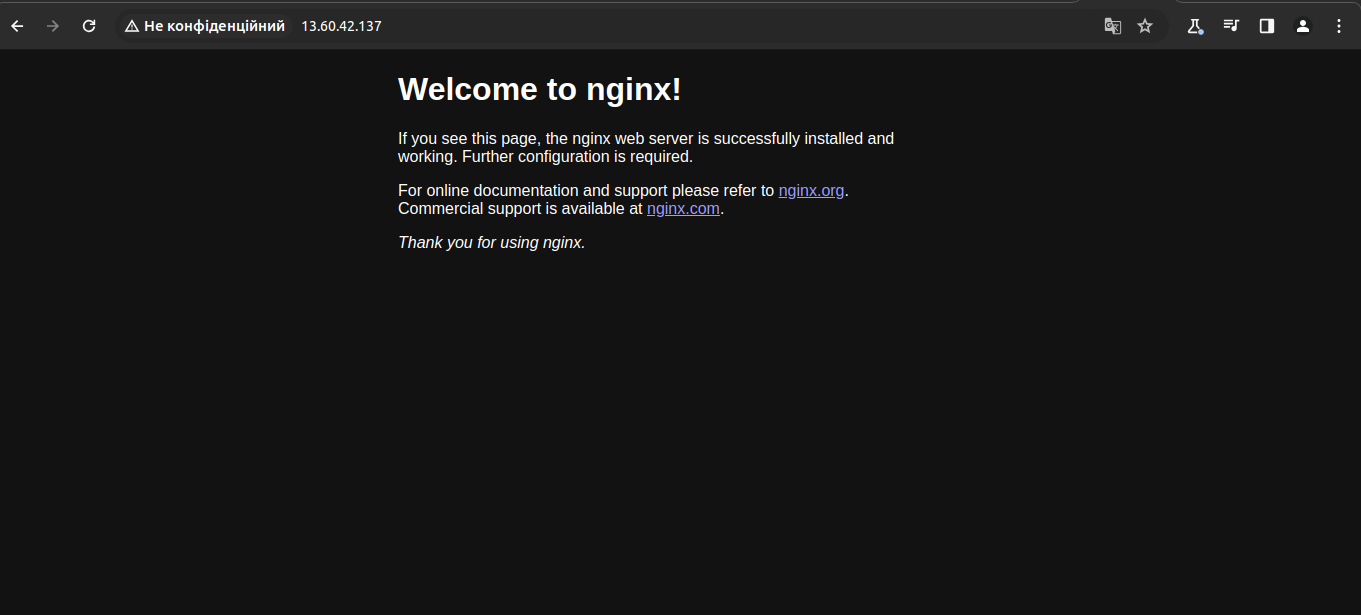 Не конфіденційний 13.60.42.137
Welcome to nginx!
If you see this page, the nginx web server is successfully installed and
working. Further configuration is required.
For online documentation and support please refer to nginx.org.
Commercial support is available at nginx.com.
Thank you for using nginx.